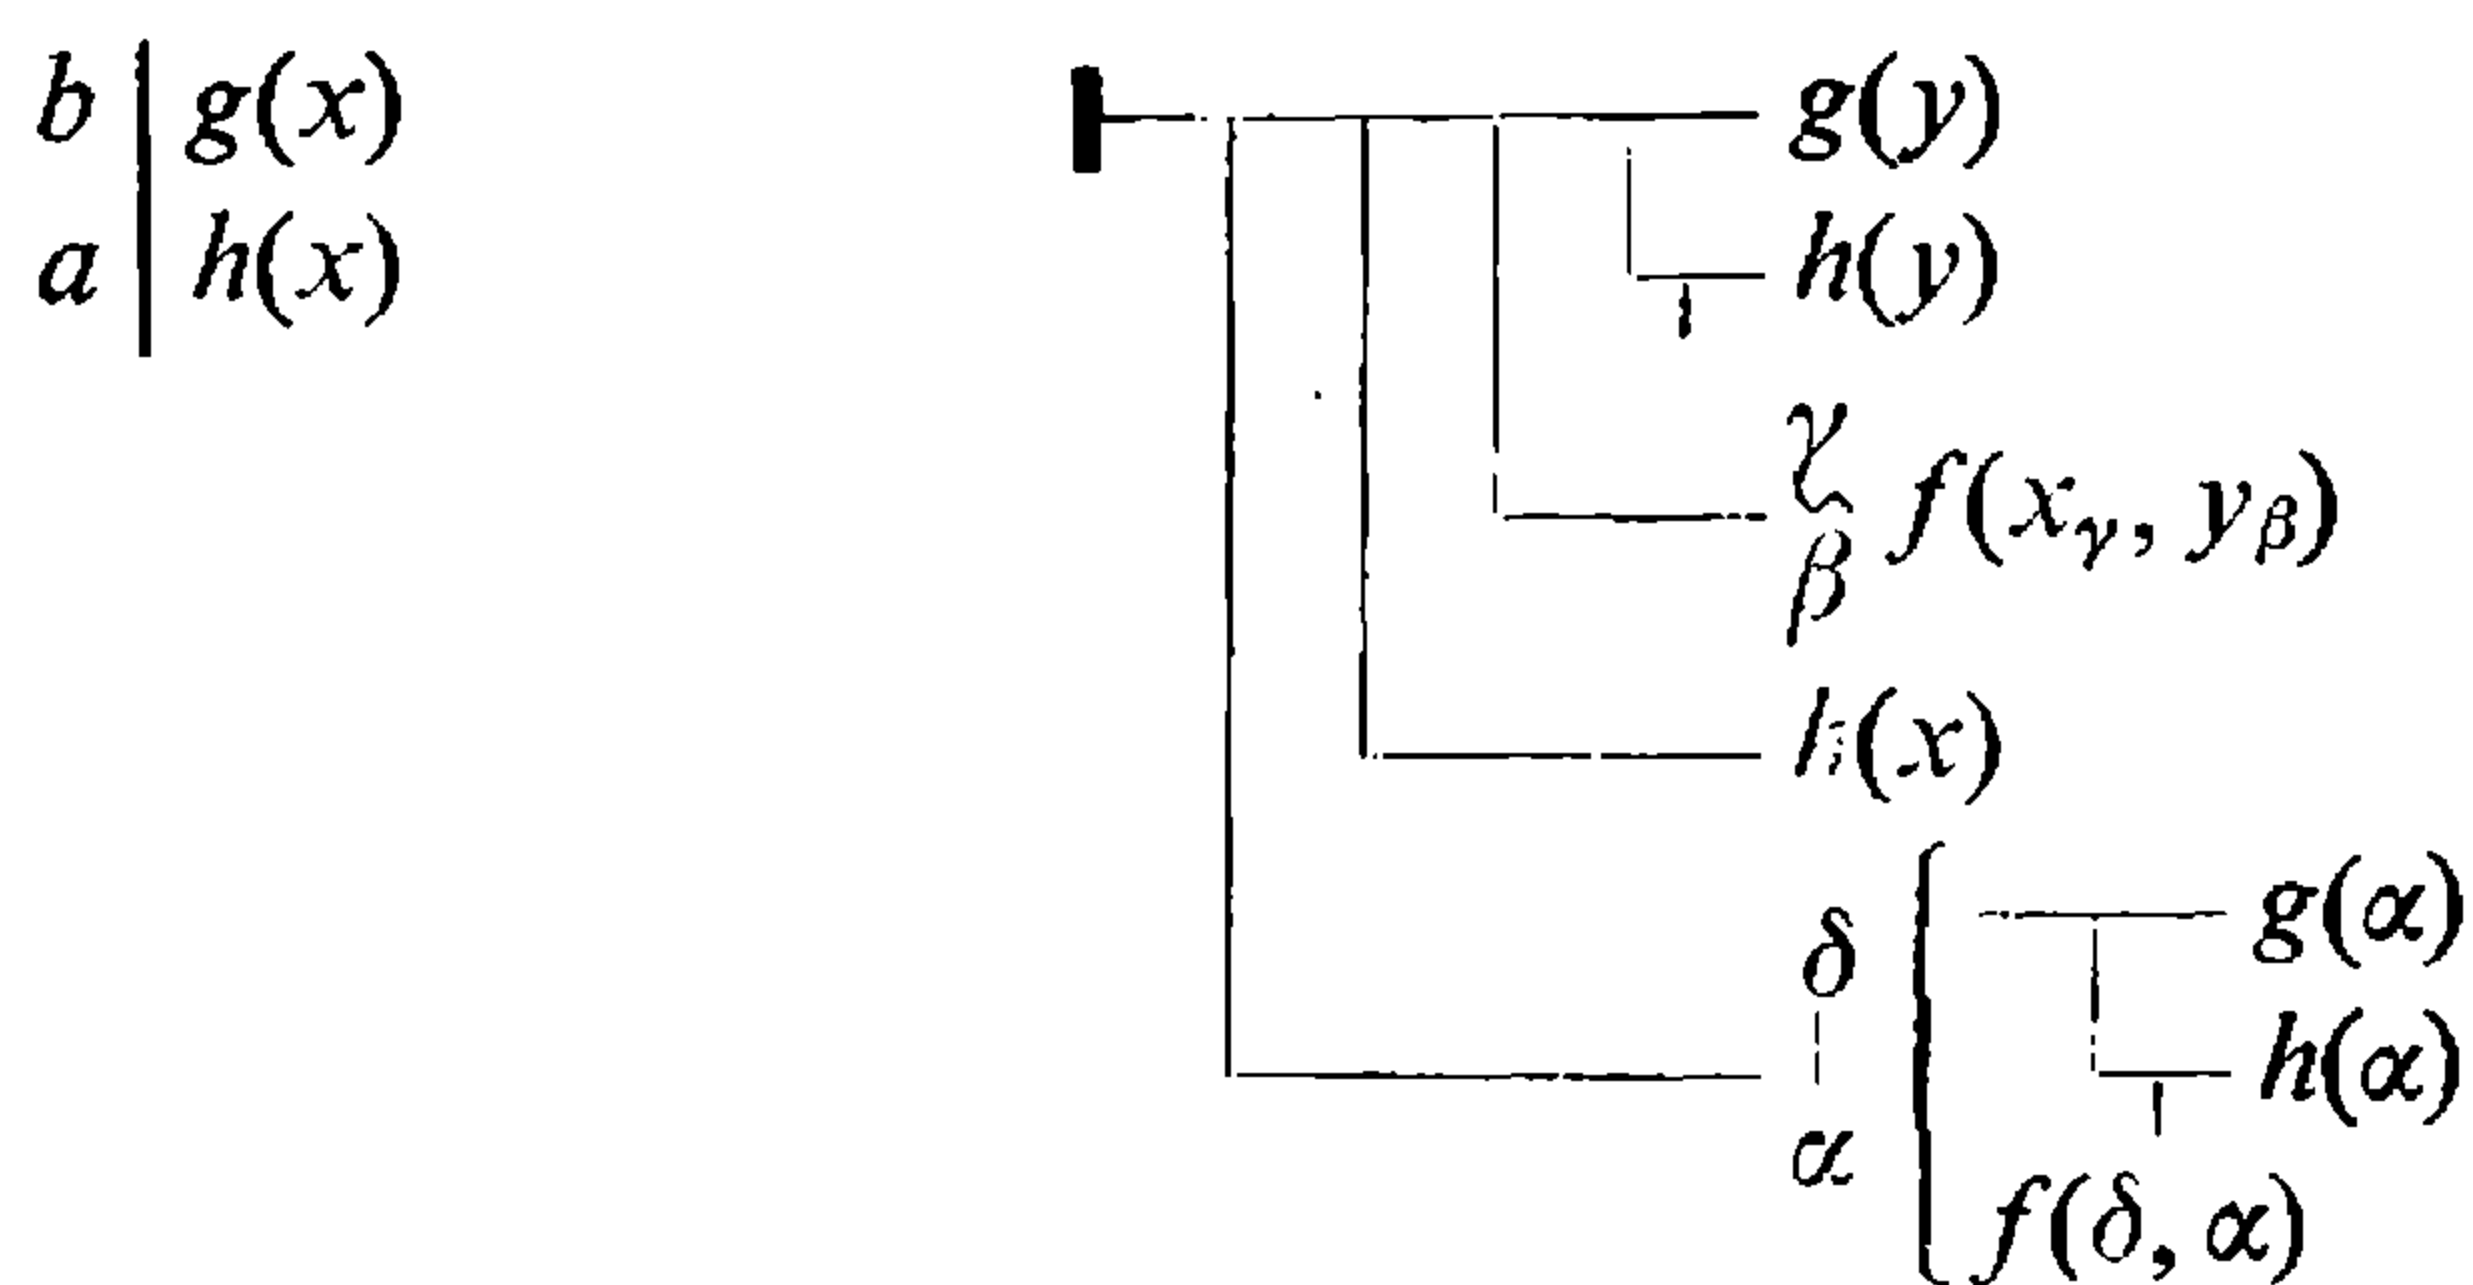 b | g(x)
a | h(x)
g(y)
h(y)
γ
β f(x_γ, y_β)
h(x)
δ
α
g(α)
h(α)
f(δ, α)